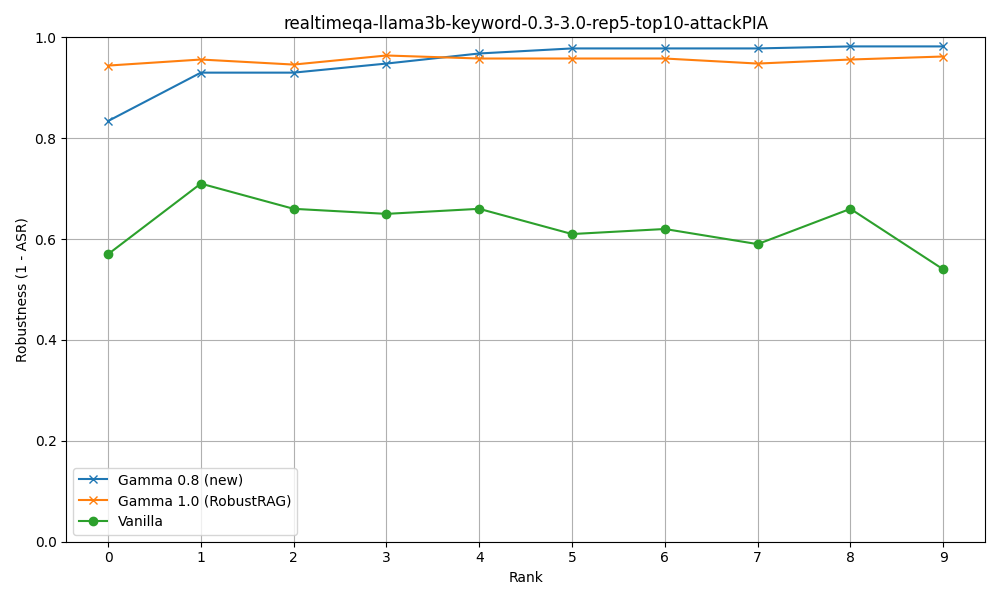 realtimeqa-llama3b-keyword-0.3-3.0-rep5-top10-attackPIA
Robustness (1 - ASR)
1.0
0.8
0.6
0.4
0.2
0.0
Gamma 0.8 (new)
Gamma 1.0 (RobustRAG)
Vanilla
0 1 2 3 4 5 6 7 8 9
Rank